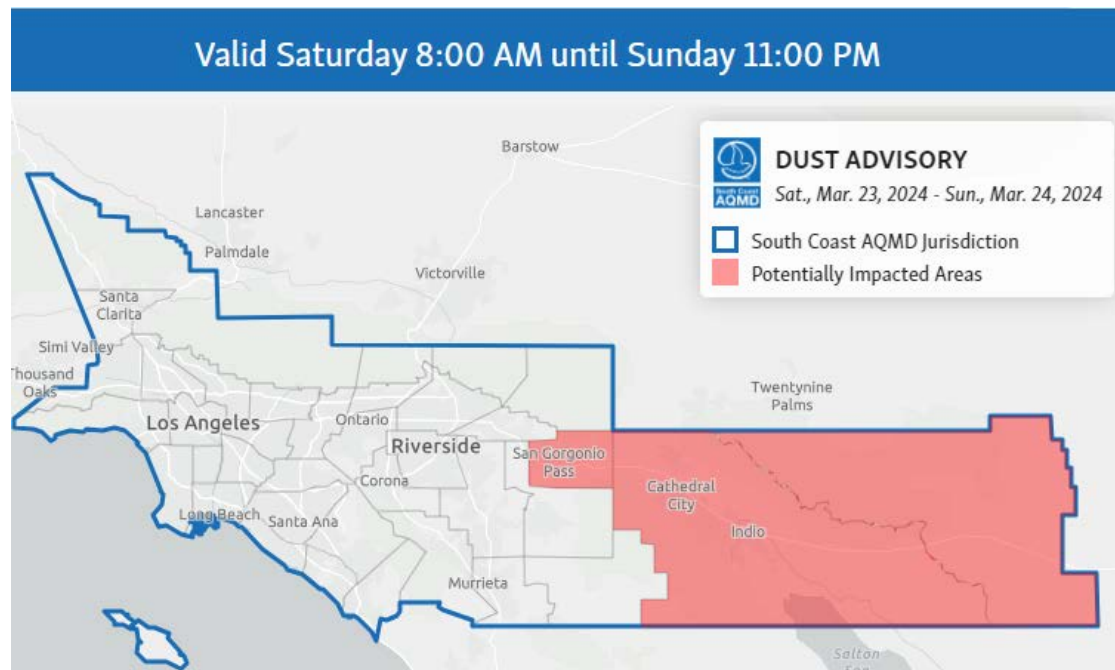 Valid Saturday 8:00 AM until Sunday 11:00 PM
South Coast
AQMD
DUST ADVISORY
Sat., Mar. 23, 2024 - Sun., Mar. 24, 2024
South Coast AQMD Jurisdiction
Potentially Impacted Areas
Barstow
Lancaster
Palmdale
Victorville
Santa
Clarita
Simi Valley
Thousand
Oaks
Twentynine
Palms
Los Angeles
Ontario
Riverside
San Gorgonio
Pass
Corona
Cathedral
City
Long Beach
Santa Ana
Indio
Murrieta
Salton
Sea